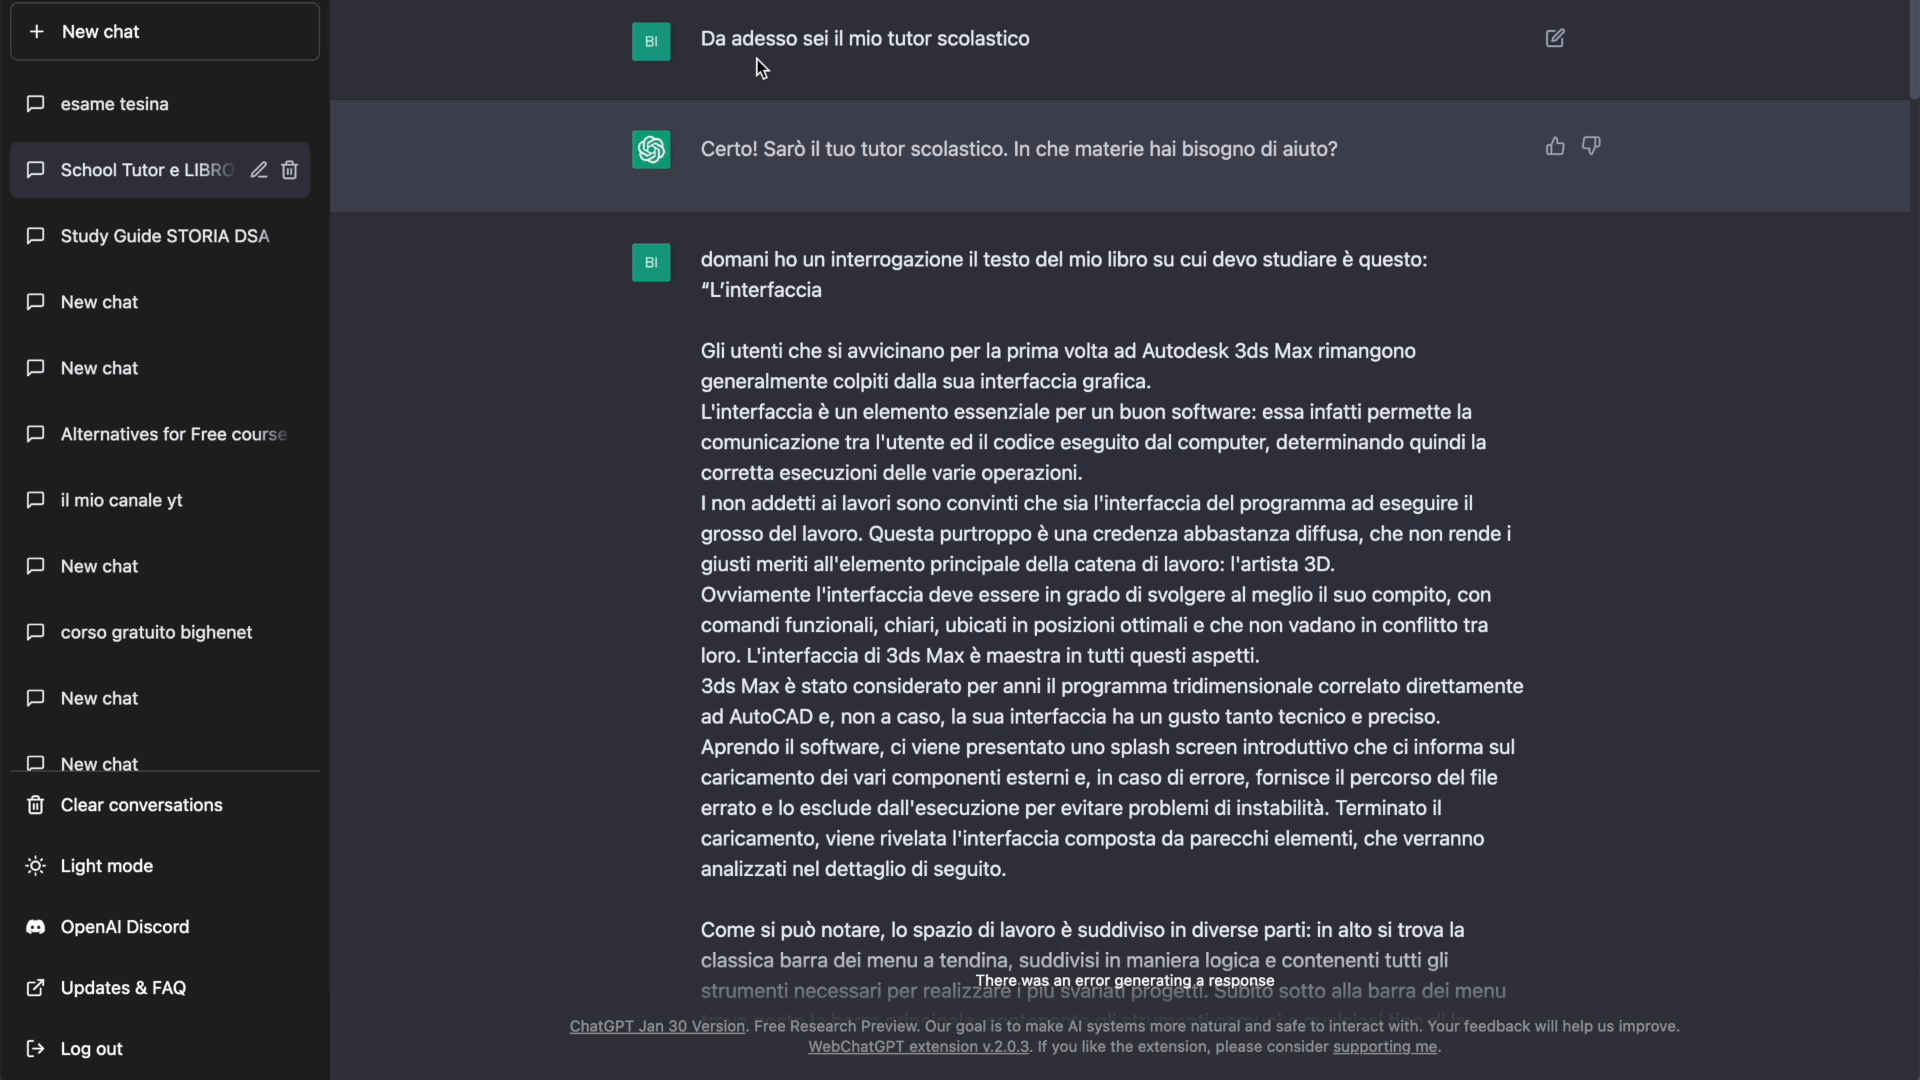 New chat
esame tesina
School Tutor e LIBRO
Study Guide STORIA DSA
New chat
New chat
Alternatives for Free course
il mio canale yt
New chat
corso gratuito bighenet
New chat
New chat
Clear conversations
Light mode
OpenAI Discord
Updates & FAQ
Log out
BI
Da adesso sei il mio tutor scolastico
Certo! Sarò il tuo tutor scolastico. In che materie hai bisogno di aiuto?
BI
domani ho un interrogazione il testo del mio libro su cui devo studiare è questo:
“L’interfaccia
Gli utenti che si avvicinano per la prima volta ad Autodesk 3ds Max rimangono
generalmente colpiti dalla sua interfaccia grafica.
L'interfaccia è un elemento essenziale per un buon software: essa infatti permette la
comunicazione tra l'utente ed il codice eseguito dal computer, determinando quindi la
corretta esecuzioni delle varie operazioni.
I non addetti ai lavori sono convinti che sia l'interfaccia del programma ad eseguire il
grosso del lavoro. Questa purtroppo è una credenza abbastanza diffusa, che non rende i
giusti meriti all'elemento principale della catena di lavoro: l'artista 3D.
Ovviamente l'interfaccia deve essere in grado di svolgere al meglio il suo compito, con
comandi funzionali, chiari, ubicati in posizioni ottimali e che non vadano in conflitto tra
loro. L'interfaccia di 3ds Max è maestra in tutti questi aspetti.
3ds Max è stato considerato per anni il programma tridimensionale correlato direttamente
ad AutoCAD e, non a caso, la sua interfaccia ha un gusto tanto tecnico e preciso.
Aprendo il software, ci viene presentato uno splash screen introduttivo che ci informa sul
caricamento dei vari componenti esterni e, in caso di errore, fornisce il percorso del file
errato e lo esclude dall'esecuzione per evitare problemi di instabilità. Terminato il
caricamento, viene rivelata l'interfaccia composta da parecchi elementi, che verranno
analizzati nel dettaglio di seguito.
Come si può notare, lo spazio di lavoro è suddiviso in diverse parti: in alto si trova la
classica barra dei menu a tendina, suddivisi in maniera logica e contenenti tutti gli
There was an error generating a response
strumenti necessari per realizzare i più svariati progetti. Subito sotto alla barra dei menu
ChatGPT Jan 30 Version. Free Research Preview. Our goal is to make AI systems more natural and safe to interact with. Your feedback will help us improve.
WebChatGPT extension v.2.0.3. If you like the extension, please consider supporting me.